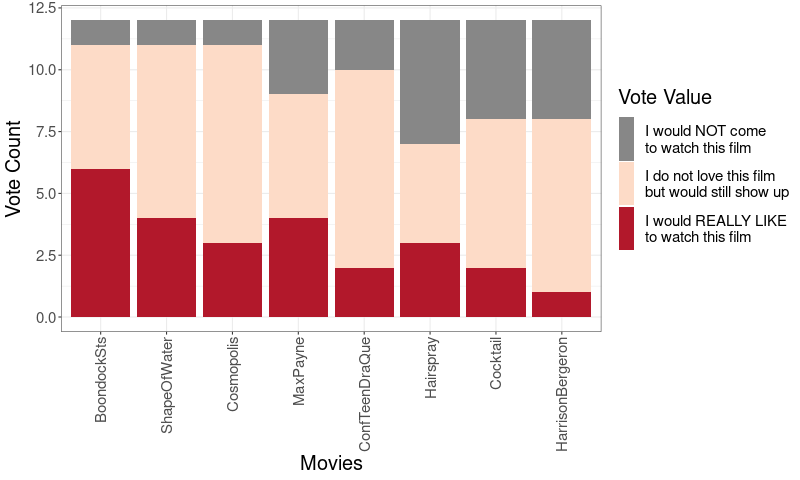 12.5
10.0
7.5
5.0
2.5
0.0
Vote Count
BoondockSts
ShapeOfWater
Cosmopolis
MaxPayne
ConfTeenDraQue
Hairspray
Cocktail
HarrisonBergeron
Movies
Vote Value
I would NOT come
to watch this film
I do not love this film
but would still show up
I would REALLY LIKE
to watch this film